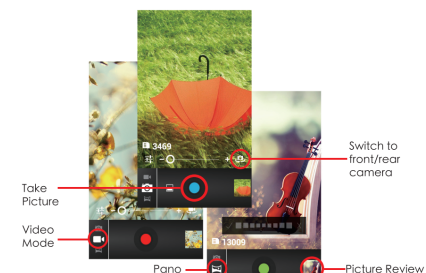 3469
Switch to
front/rear
camera
Take
Picture
Video
Mode
13009
Pano
Picture Review